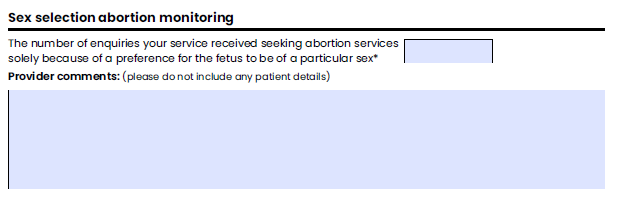 Sex selection abortion monitoring
The number of enquiries your service received seeking abortion services
solely because of a preference for the fetus to be of a particular sex*
Provider comments: (please do not include any patient details)